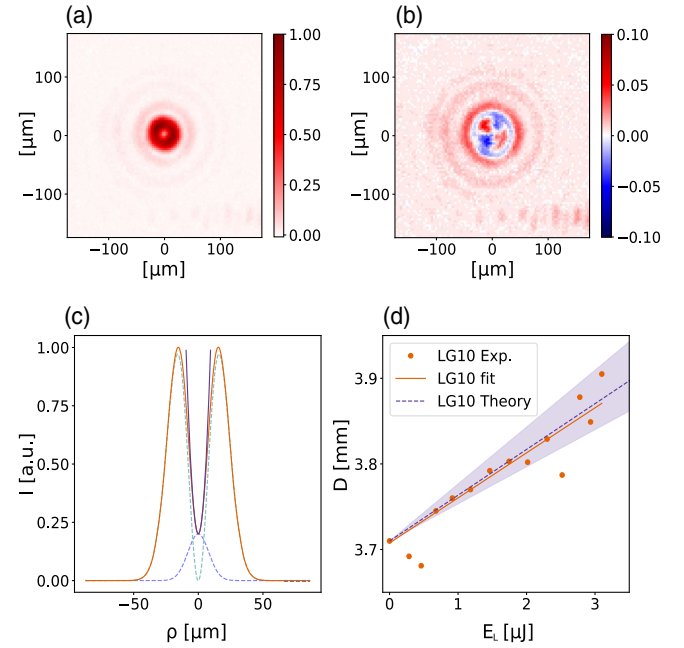 (a)
(b)
1.00
0.75
0.50
0.25
0.00
100
0
−100
[µm]
−100 0 100
[µm]
0.10
0.05
0.00
−0.05
−0.10
100
0
−100
[µm]
−100 0 100
[µm]
(c)
(d)
1.00
0.75
0.50
0.25
0.00
I [a.u.]
−50 0 50
ρ [µm]
LG10 Exp.
LG10 fit
LG10 Theory
3.9
3.8
3.7
D [mm]
0 1 2 3
E_L [µJ]